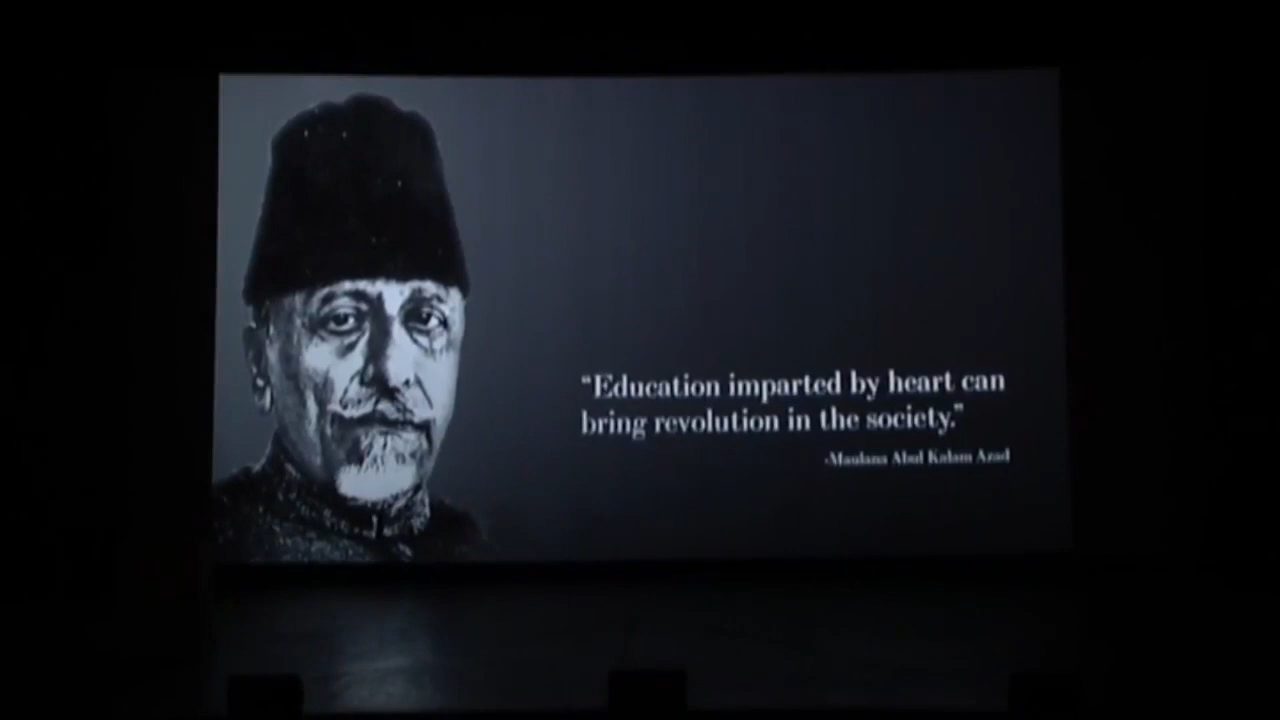 “Education imparted by heart can
bring revolution in the society.”
-Maulana Abul Kalam Azad